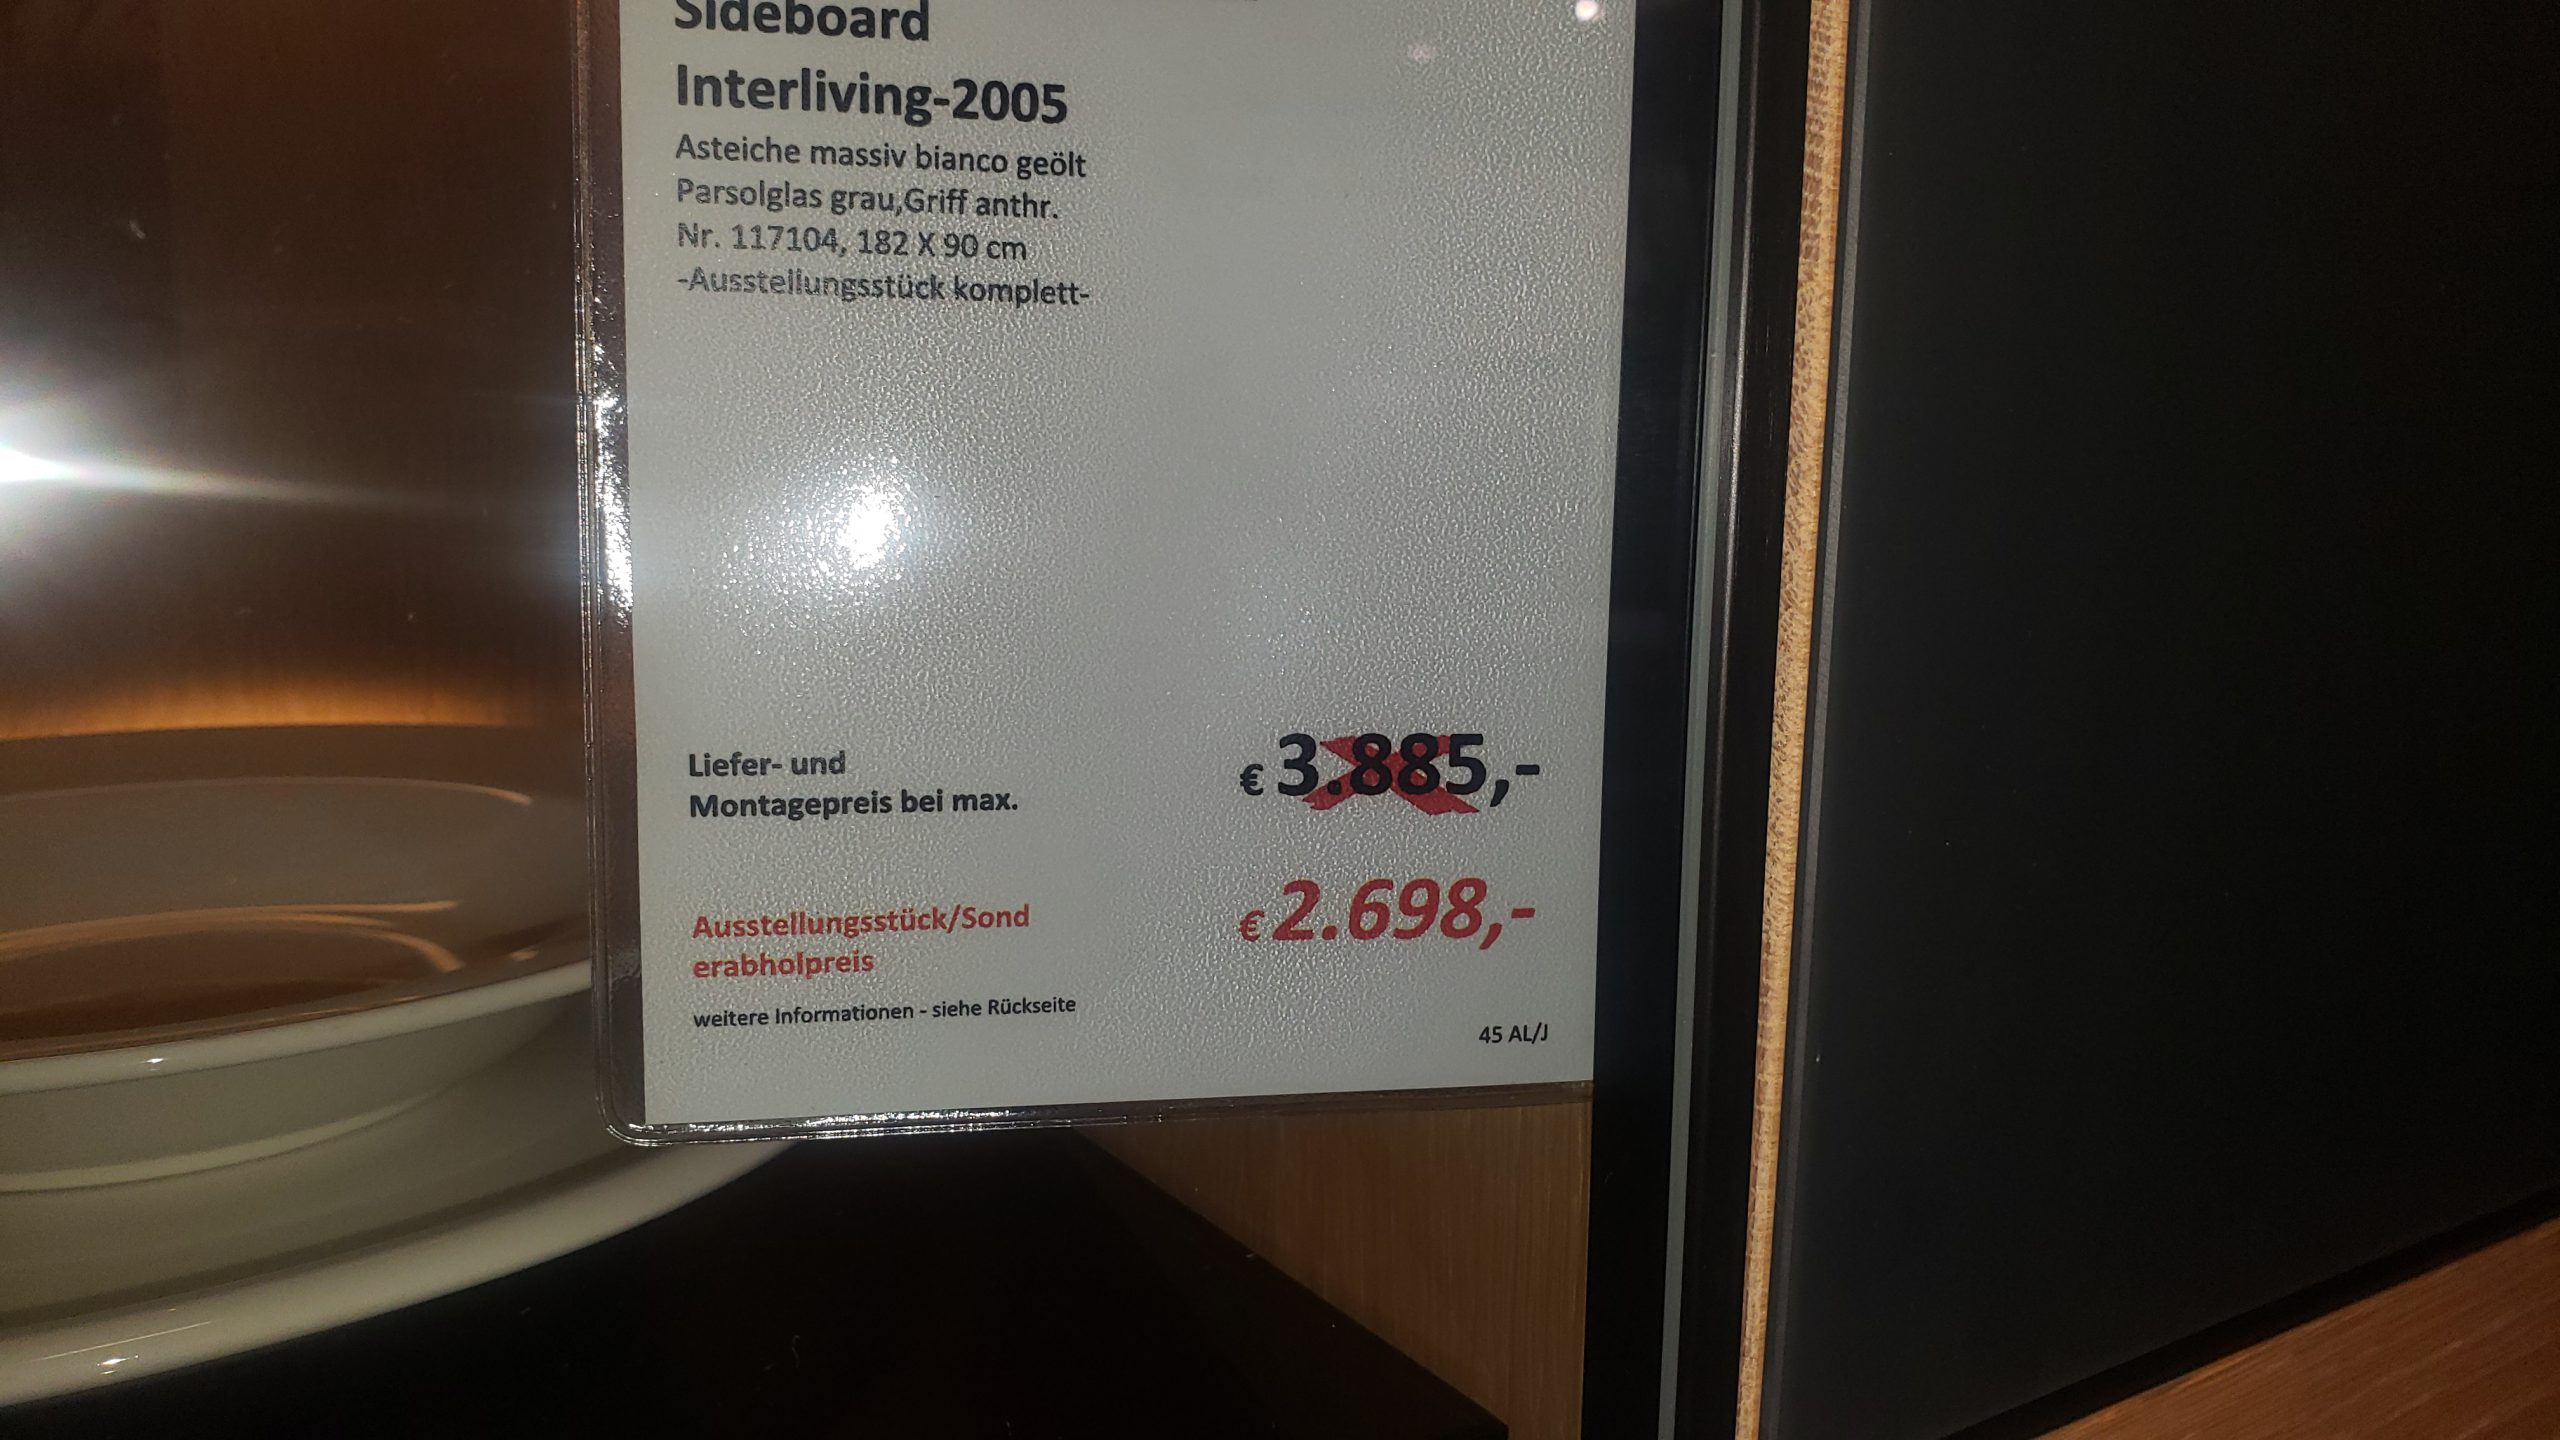 Sideboard
Interliving-2005
Asteiche massiv bianco geölt
Parsolglas grau,Griff anthr.
Nr. 117104, 182 X 90 cm
-Ausstellungsstück komplett-
Liefer- und
Montagepreis bei max.
€ 3.885,-
Ausstellungsstück/Sond
erabholpreis
€ 2.698,-
weitere Informationen - siehe Rückseite
45 AL/J